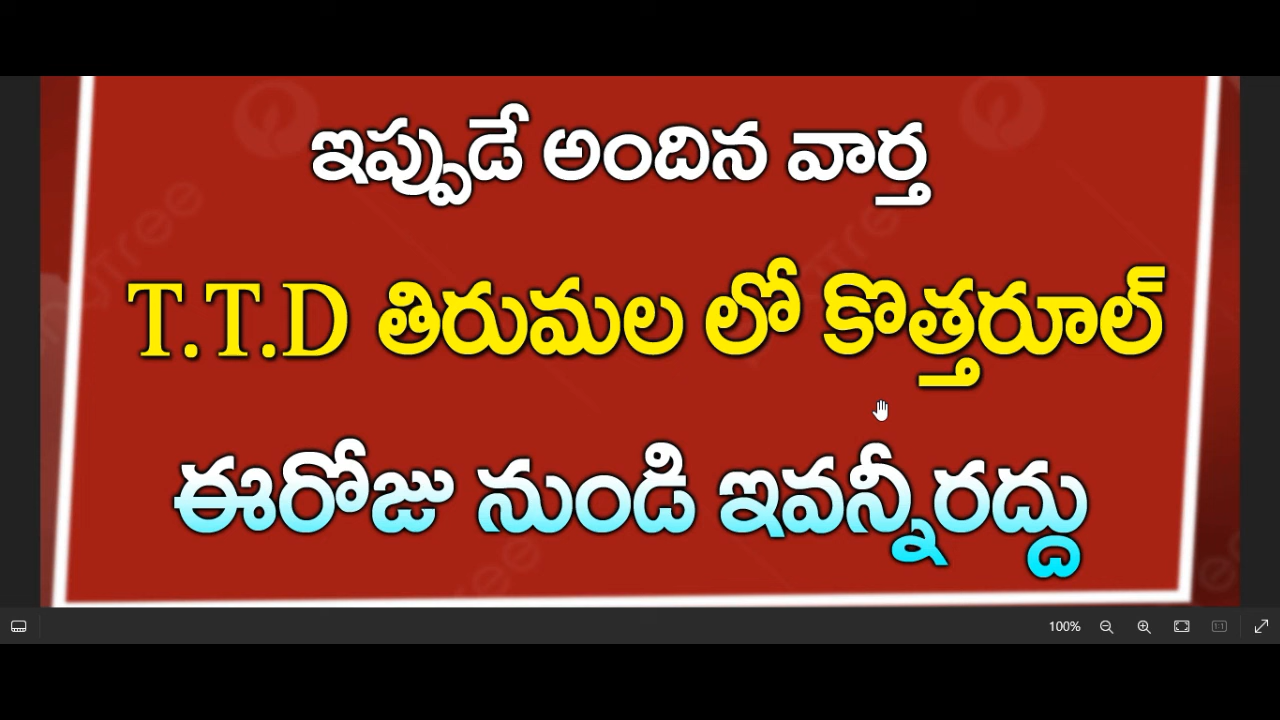 ఇప్పుడే అందిన వార్త
T.T.D తిరుమల లో కొత్తరూల్
ఈరోజు నుండి ఇవన్నీరద్దు
100%